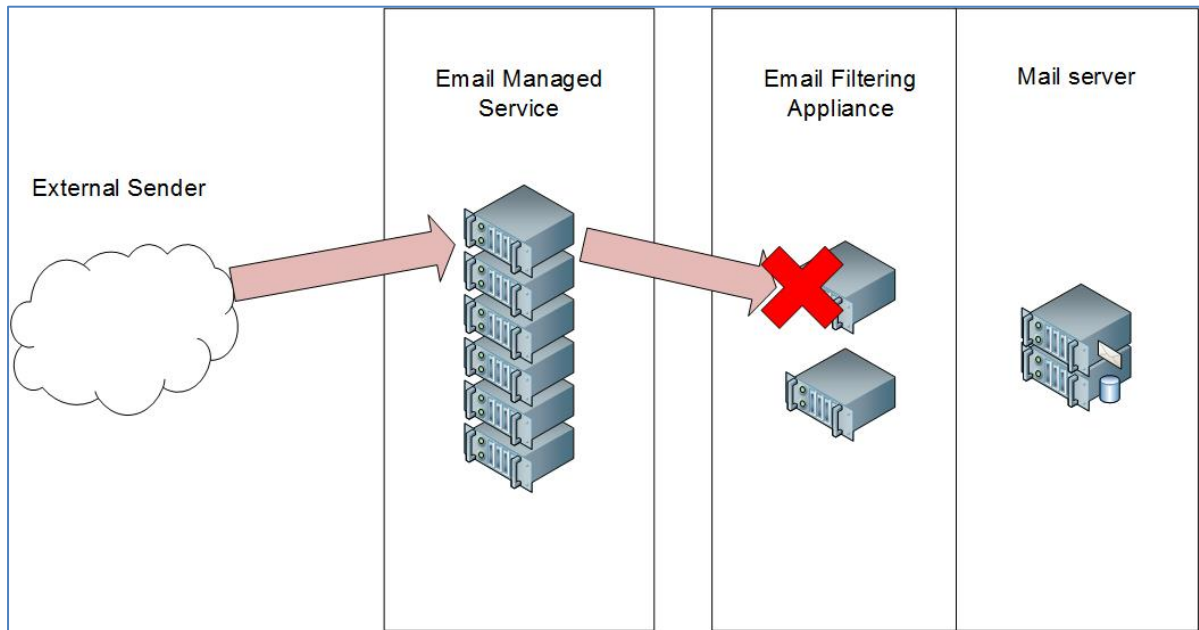 External Sender
Email Managed
Service
Email Filtering
Appliance
Mail server